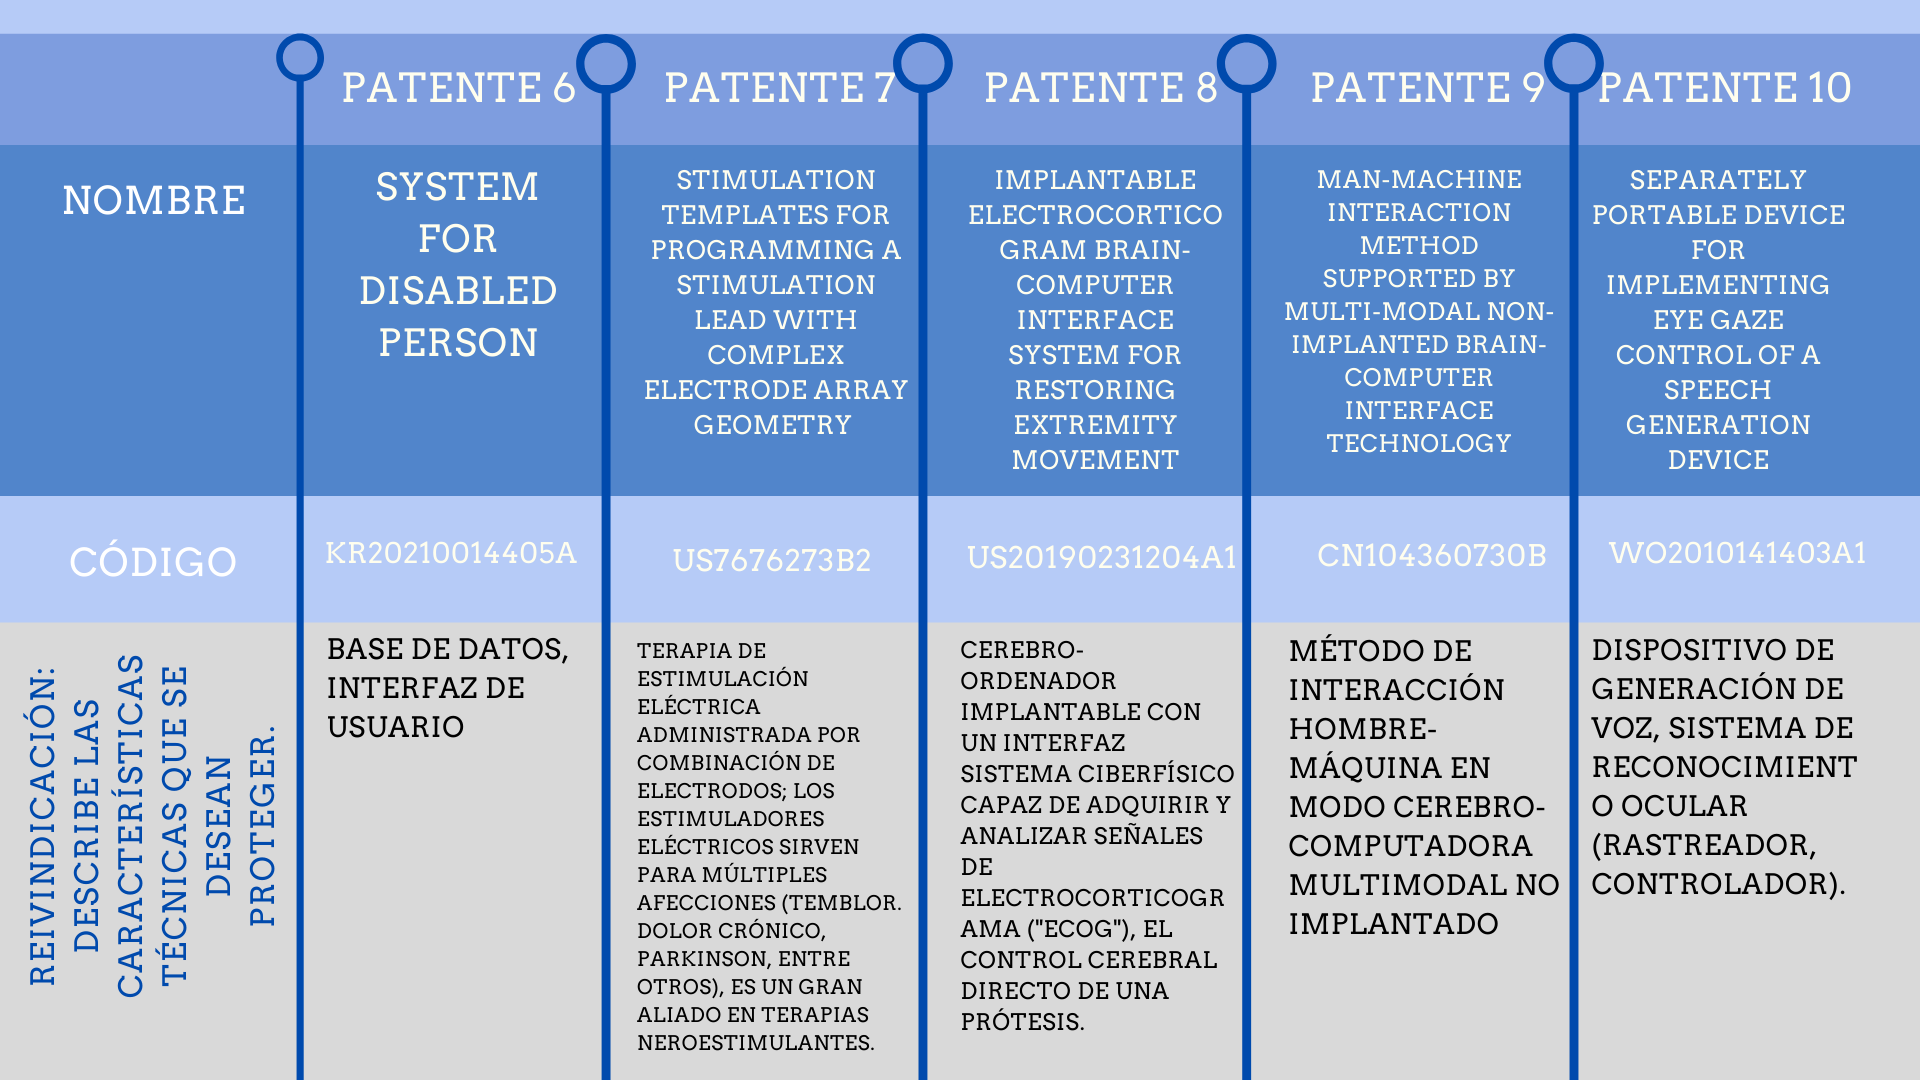 PATENTE 6
PATENTE 7
PATENTE 8
PATENTE 9
PATENTE 10
NOMBRE
SYSTEM
FOR
DISABLED
PERSON
STIMULATION
TEMPLATES FOR
PROGRAMMING A
STIMULATION
LEAD WITH
COMPLEX
ELECTRODE ARRAY
GEOMETRY
IMPLANTABLE
ELECTROCORTICO
GRAM BRAIN-
COMPUTER
INTERFACE
SYSTEM FOR
RESTORING
EXTREMITY
MOVEMENT
MAN-MACHINE
INTERACTION
METHOD
SUPPORTED BY
MULTI-MODAL NON-
IMPLANTED BRAIN-
COMPUTER
INTERFACE
TECHNOLOGY
SEPARATELY
PORTABLE DEVICE
FOR
IMPLEMENTING
EYE GAZE
CONTROL OF A
SPEECH
GENERATION
DEVICE
CÓDIGO
KR20210014405A
US7676273B2
US20190231204A1
CN104360730B
WO2010141403A1
REIVINDICACIÓN:
DESCRIBE LAS
CARACTERÍSTICAS
TÉCNICAS QUE SE
DESEAN
PROTEGER.
BASE DE DATOS,
INTERFAZ DE
USUARIO
TERAPIA DE
ESTIMULACIÓN
ELÉCTRICA
ADMINISTRADA POR
COMBINACIÓN DE
ELECTRODOS; LOS
ESTIMULADORES
ELÉCTRICOS SIRVEN
PARA MÚLTIPLES
AFECCIONES (TEMBLOR.
DOLOR CRÓNICO,
PARKINSON, ENTRE
OTROS), ES UN GRAN
ALIADO EN TERAPIAS
NEROESTIMULANTES.
CEREBRO-
ORDENADOR
IMPLANTABLE CON
UN INTERFAZ
SISTEMA CIBERFÍSICO
CAPAZ DE ADQUIRIR Y
ANALIZAR SEÑALES
DE
ELECTROCORTICOGR
AMA ("ECOG"), EL
CONTROL CEREBRAL
DIRECTO DE UNA
PRÓTESIS.
MÉTODO DE
INTERACCIÓN
HOMBRE-
MÁQUINA EN
MODO CEREBRO-
COMPUTADORA
MULTIMODAL NO
IMPLANTADO
DISPOSITIVO DE
GENERACIÓN DE
VOZ, SISTEMA DE
RECONOCIMIENT
O OCULAR
(RASTREADOR,
CONTROLADOR).